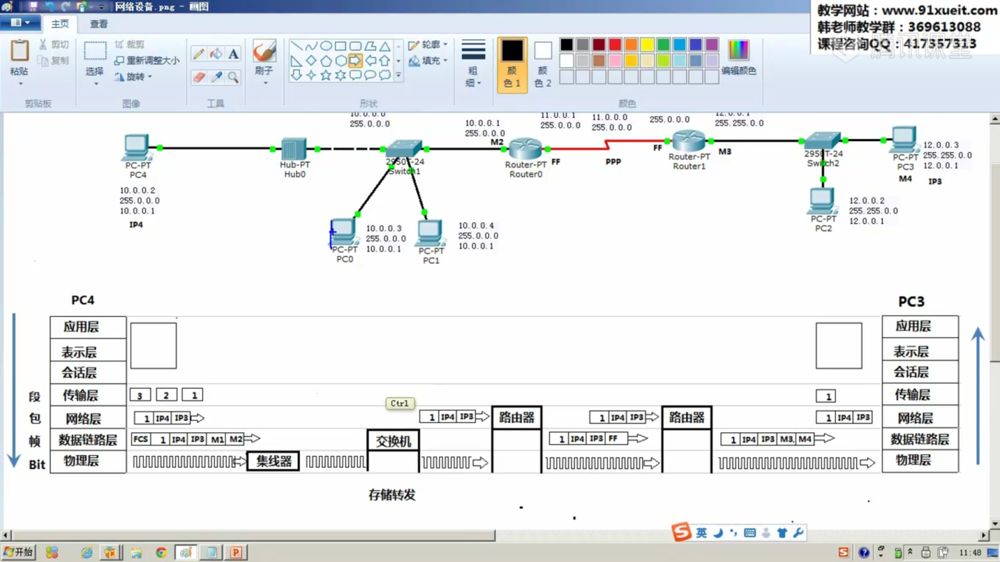 网络设备.png - 画图
教学网站：www.91xueit.com
韩老师教学群：369613088
课程咨询QQ：417357313
腾讯课堂
主页 查看
粘贴
剪切
复制
剪贴板
选择
裁剪
重新调整大小
旋转
图像
A
工具
刷子
轮廓
填充
形状
粗细
颜色 1
颜色 2
编辑颜色
颜色
10.0.0.0
255.0.0.0
10.0.0.1
255.0.0.0
M2
11.0.0.1
255.0.0.0
11.0.0.0
255.0.0.0
255.0.0.0
12.0.0.1
255.255.0.0
PC-PT
PC4
10.0.0.2
255.0.0.0
10.0.0.1
IP4
Hub-PT
Hub0
2950T-24
Switch1
Router-PT
Router0
FF
PPP
FF
Router-PT
Router1
M3
2950T-24
Switch2
PC-PT
PC3
M4
12.0.0.3
255.255.0.0
12.0.0.1
IP3
PC-PT
PC0
10.0.0.3
255.0.0.0
10.0.0.1
PC-PT
PC1
10.0.0.4
255.0.0.0
10.0.0.1
PC-PT
PC2
12.0.0.2
255.255.0.0
12.0.0.1
PC4
PC3
应用层 应用层
表示层 表示层
会话层 会话层
段 传输层 3 2 1 1 传输层
Ctrl
包 网络层 1 IP4 IP3 1 IP4 IP3 路由器 1 IP4 IP3 路由器 1 IP4 IP3 网络层
帧 数据链路层 FCS 1 IP4 IP3 M1 M2 交换机 1 IP4 IP3 FF 1 IP4 IP3 M3, M4 数据链路层
Bit 物理层 集线器 物理层
存储转发
S 英
开始
11:48